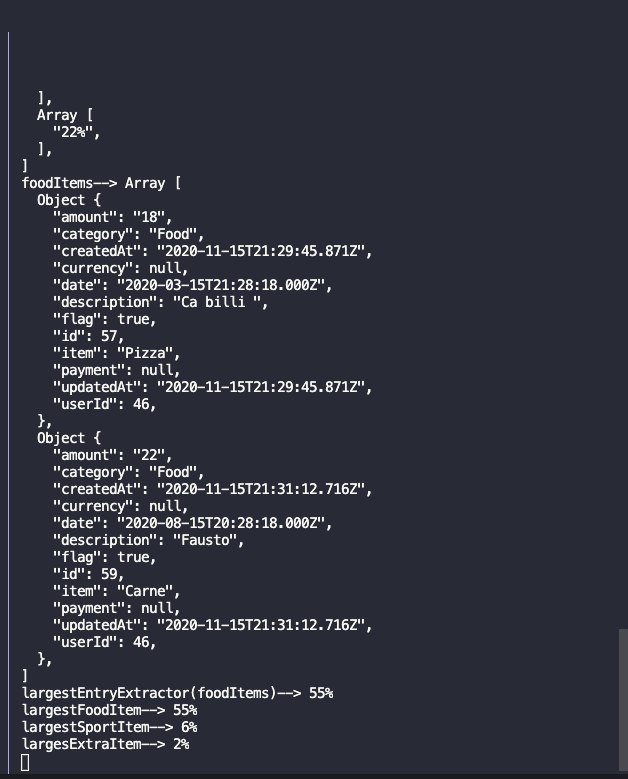 ],
Array [
"22%",
],
]
foodItems--> Array [
Object {
"amount": "18",
"category": "Food",
"createdAt": "2020-11-15T21:29:45.871Z",
"currency": null,
"date": "2020-03-15T21:28:18.000Z",
"description": "Ca billi ",
"flag": true,
"id": 57,
"item": "Pizza",
"payment": null,
"updatedAt": "2020-11-15T21:29:45.871Z",
"userId": 46,
},
Object {
"amount": "22",
"category": "Food",
"createdAt": "2020-11-15T21:31:12.716Z",
"currency": null,
"date": "2020-08-15T20:28:18.000Z",
"description": "Fausto",
"flag": true,
"id": 59,
"item": "Carne",
"payment": null,
"updatedAt": "2020-11-15T21:31:12.716Z",
"userId": 46,
},
]
largestEntryExtractor(foodItems)--> 55%
largestFoodItem--> 55%
largestSportItem--> 6%
largesExtraItem--> 2%